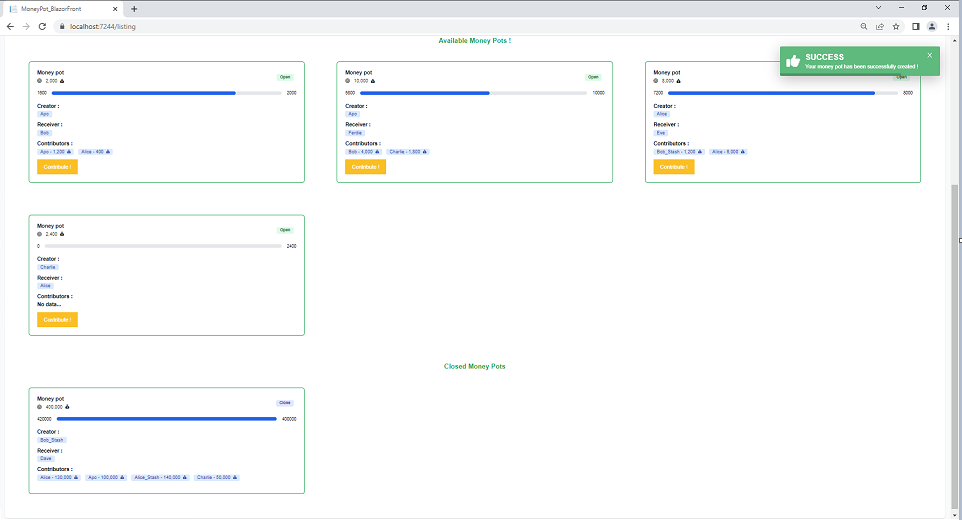 MoneyPot_BlazorFront
localhost:7244/listing
Available Money Pots !
SUCCESS
Your money pot has been successfully created !
Money pot
2,000
Open
1600
2000
Creator :
Apo
Receiver :
Bob
Contributors :
Apo - 1,200
Alice - 400
Contribute !
Money pot
10,000
Open
10000
Creator :
Apo
Receiver :
Contributors :
Bob - 4,000
Charlie - 1,600
Contribute !
Money pot
8,000
Open
7200
8000
Creator :
Alice
Receiver :
Eve
Contributors :
Bob_Stash - 1,200
Alice - 6,000
Contribute !
Money pot
2,400
Open
0
2400
Creator :
Charlie
Receiver :
Alice
Contributors :
No data...
Contribute !
Closed Money Pots
Money pot
400,000
Close
420000
400000
Creator :
Bob_Stash
Receiver :
Dave
Contributors :
Alice - 130,000
Apo - 100,000
Alice_Stash - 140,000
Charlie - 50,000